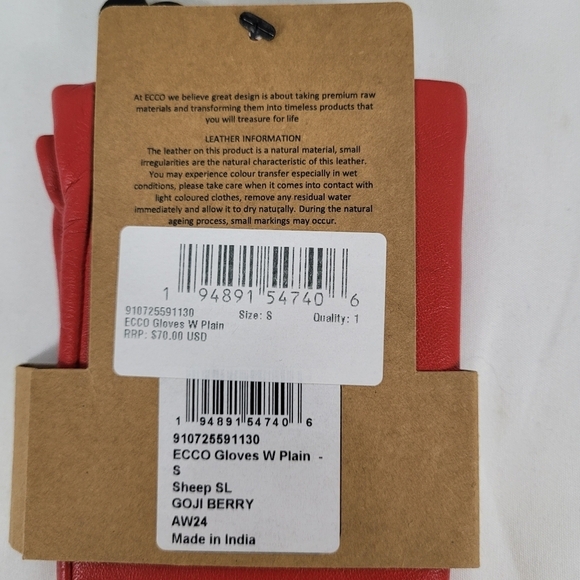 At ECCO we believe great design is about taking premium raw
materials and transforming them into timeless products that
you will treasure for life
LEATHER INFORMATION
The leather on this product is a natural material, small
irregularities are the natural characteristic of this leather.
You may experience colour transfer especially in wet
conditions, please take care when it comes into contact with
light coloured clothes, remove any residual water
immediately and allow it to dry naturally. During the natural
ageing process, small markings may occur.
1 94891 54740 6
910725591130 Size: S Quality: 1
ECCO Gloves W Plain
RRP: $70.00 USD
1 94891 54740 6
910725591130
ECCO Gloves W Plain -
S
Sheep SL
GOJI BERRY
AW24
Made in India